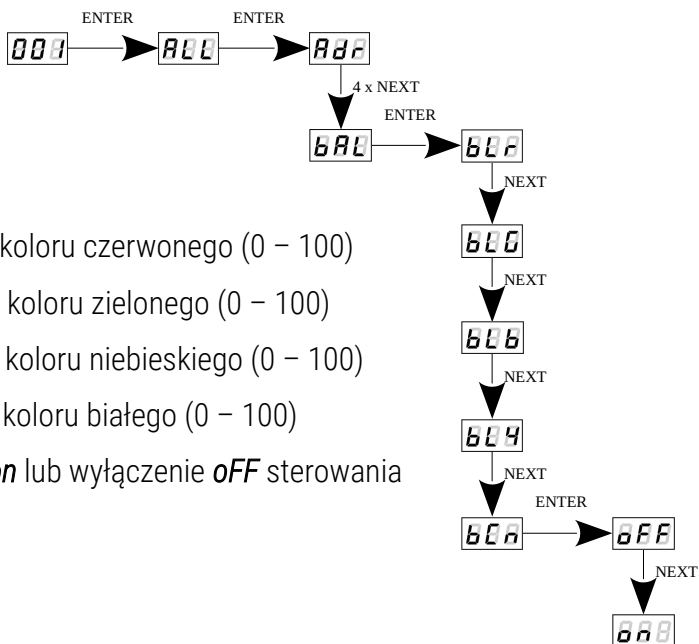 ENTER ENTER
001 ALL Adr
4 x NEXT
ENTER
bAL bLr
NEXT
koloru czerwonego (0 – 100)
bLG
koloru zielonego (0 – 100)
NEXT
koloru niebieskiego (0 – 100)
bLb
NEXT
koloru białego (0 – 100)
bL4
on lub wyłączenie oFF sterowania
NEXT
ENTER
bCn oFF
NEXT
on